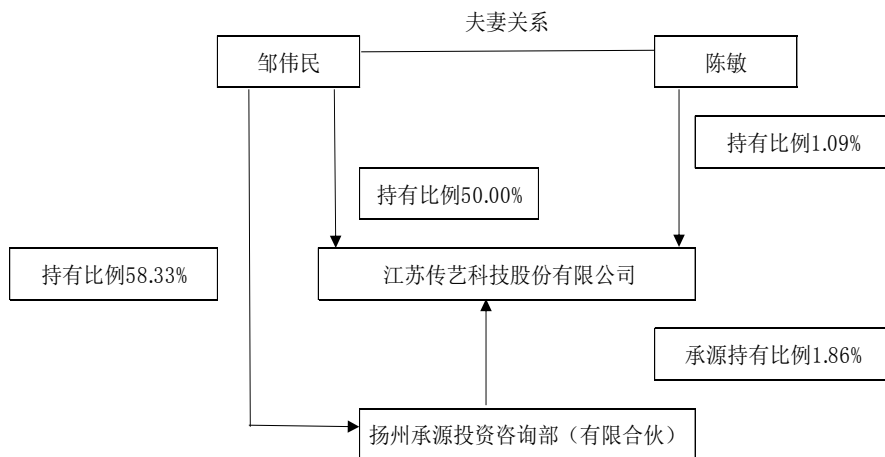 夫妻关系
邹伟民
陈敏
持有比例1.09%
持有比例50.00%
持有比例58.33%
江苏传艺科技股份有限公司
承源持有比例1.86%
扬州承源投资咨询部（有限合伙）